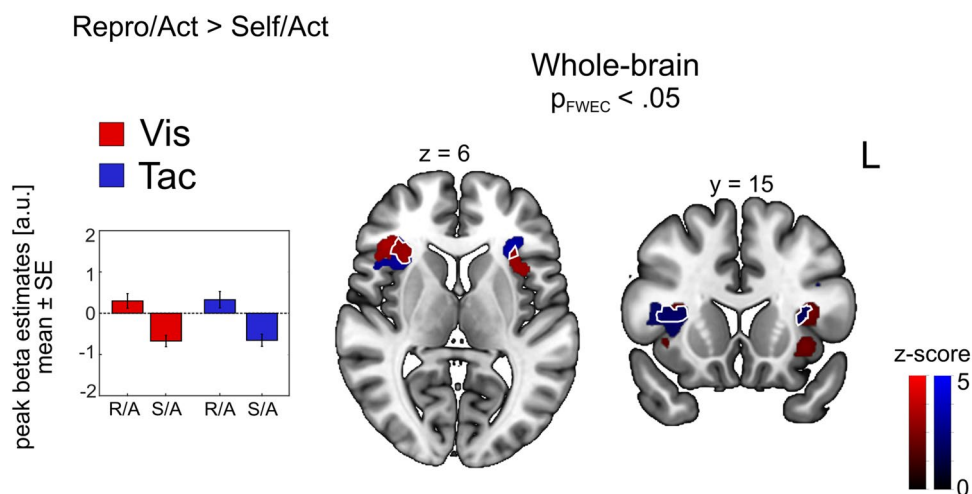 Repro/Act > Self/Act
Whole-brain
pFWEC < .05
Vis
Tac
L
z = 6
y = 15
peak beta estimates [a.u.]
mean ± SE
2
1
0
-1
-2
R/A S/A R/A S/A
z-score
5
0